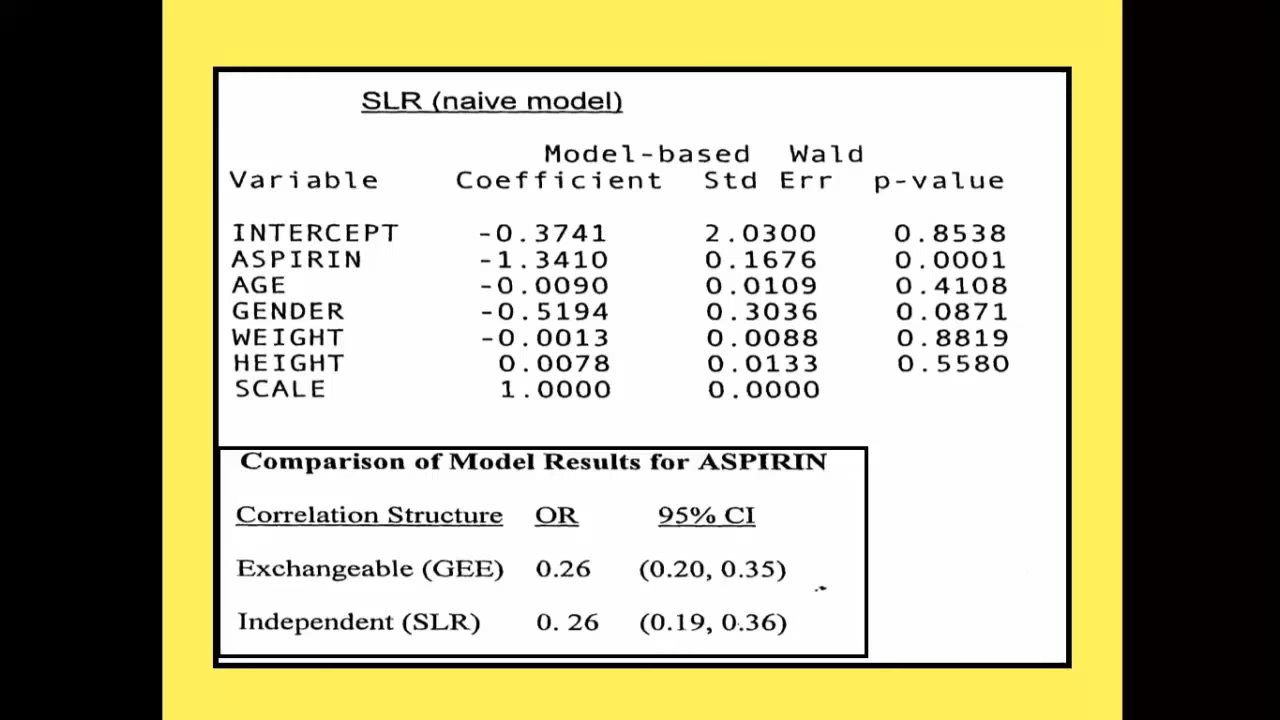 SLR (naive model)
Model-based Wald
Variable Coefficient Std Err p-value
INTERCEPT -0.3741 2.0300 0.8538
ASPIRIN -1.3410 0.1676 0.0001
AGE -0.0090 0.0109 0.4108
GENDER -0.5194 0.3036 0.0871
WEIGHT -0.0013 0.0088 0.8819
HEIGHT 0.0078 0.0133 0.5580
SCALE 1.0000 0.0000
Comparison of Model Results for ASPIRIN
Correlation Structure OR 95% CI
Exchangeable (GEE) 0.26 (0.20, 0.35)
Independent (SLR) 0. 26 (0.19, 0.36)